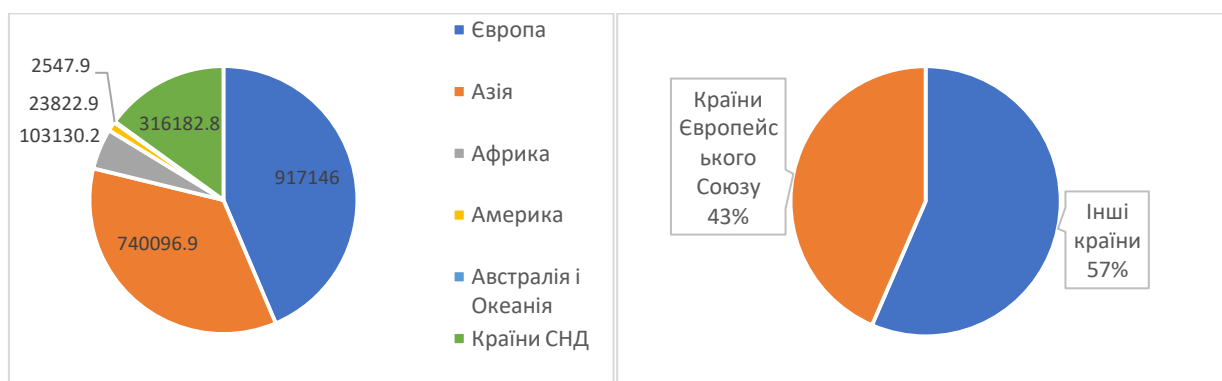 2547.9
23822.9
103130.2
316182.8
917146
740096.9
Європа
Азія
Африка
Америка
Австралія і
Океанія
Країни СНД
Країни
Європейс
ького
Союзу
43%
Інші
країни
57%